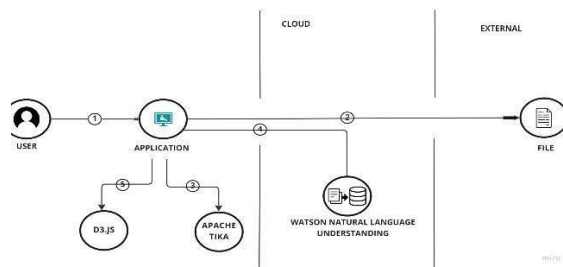 CLOUD
EXTERNAL
1
2
4
USER
APPLICATION
FILE
5
3
D3.JS
APACHE
TIKA
WATSON NATURAL LANGUAGE
UNDERSTANDING
miro